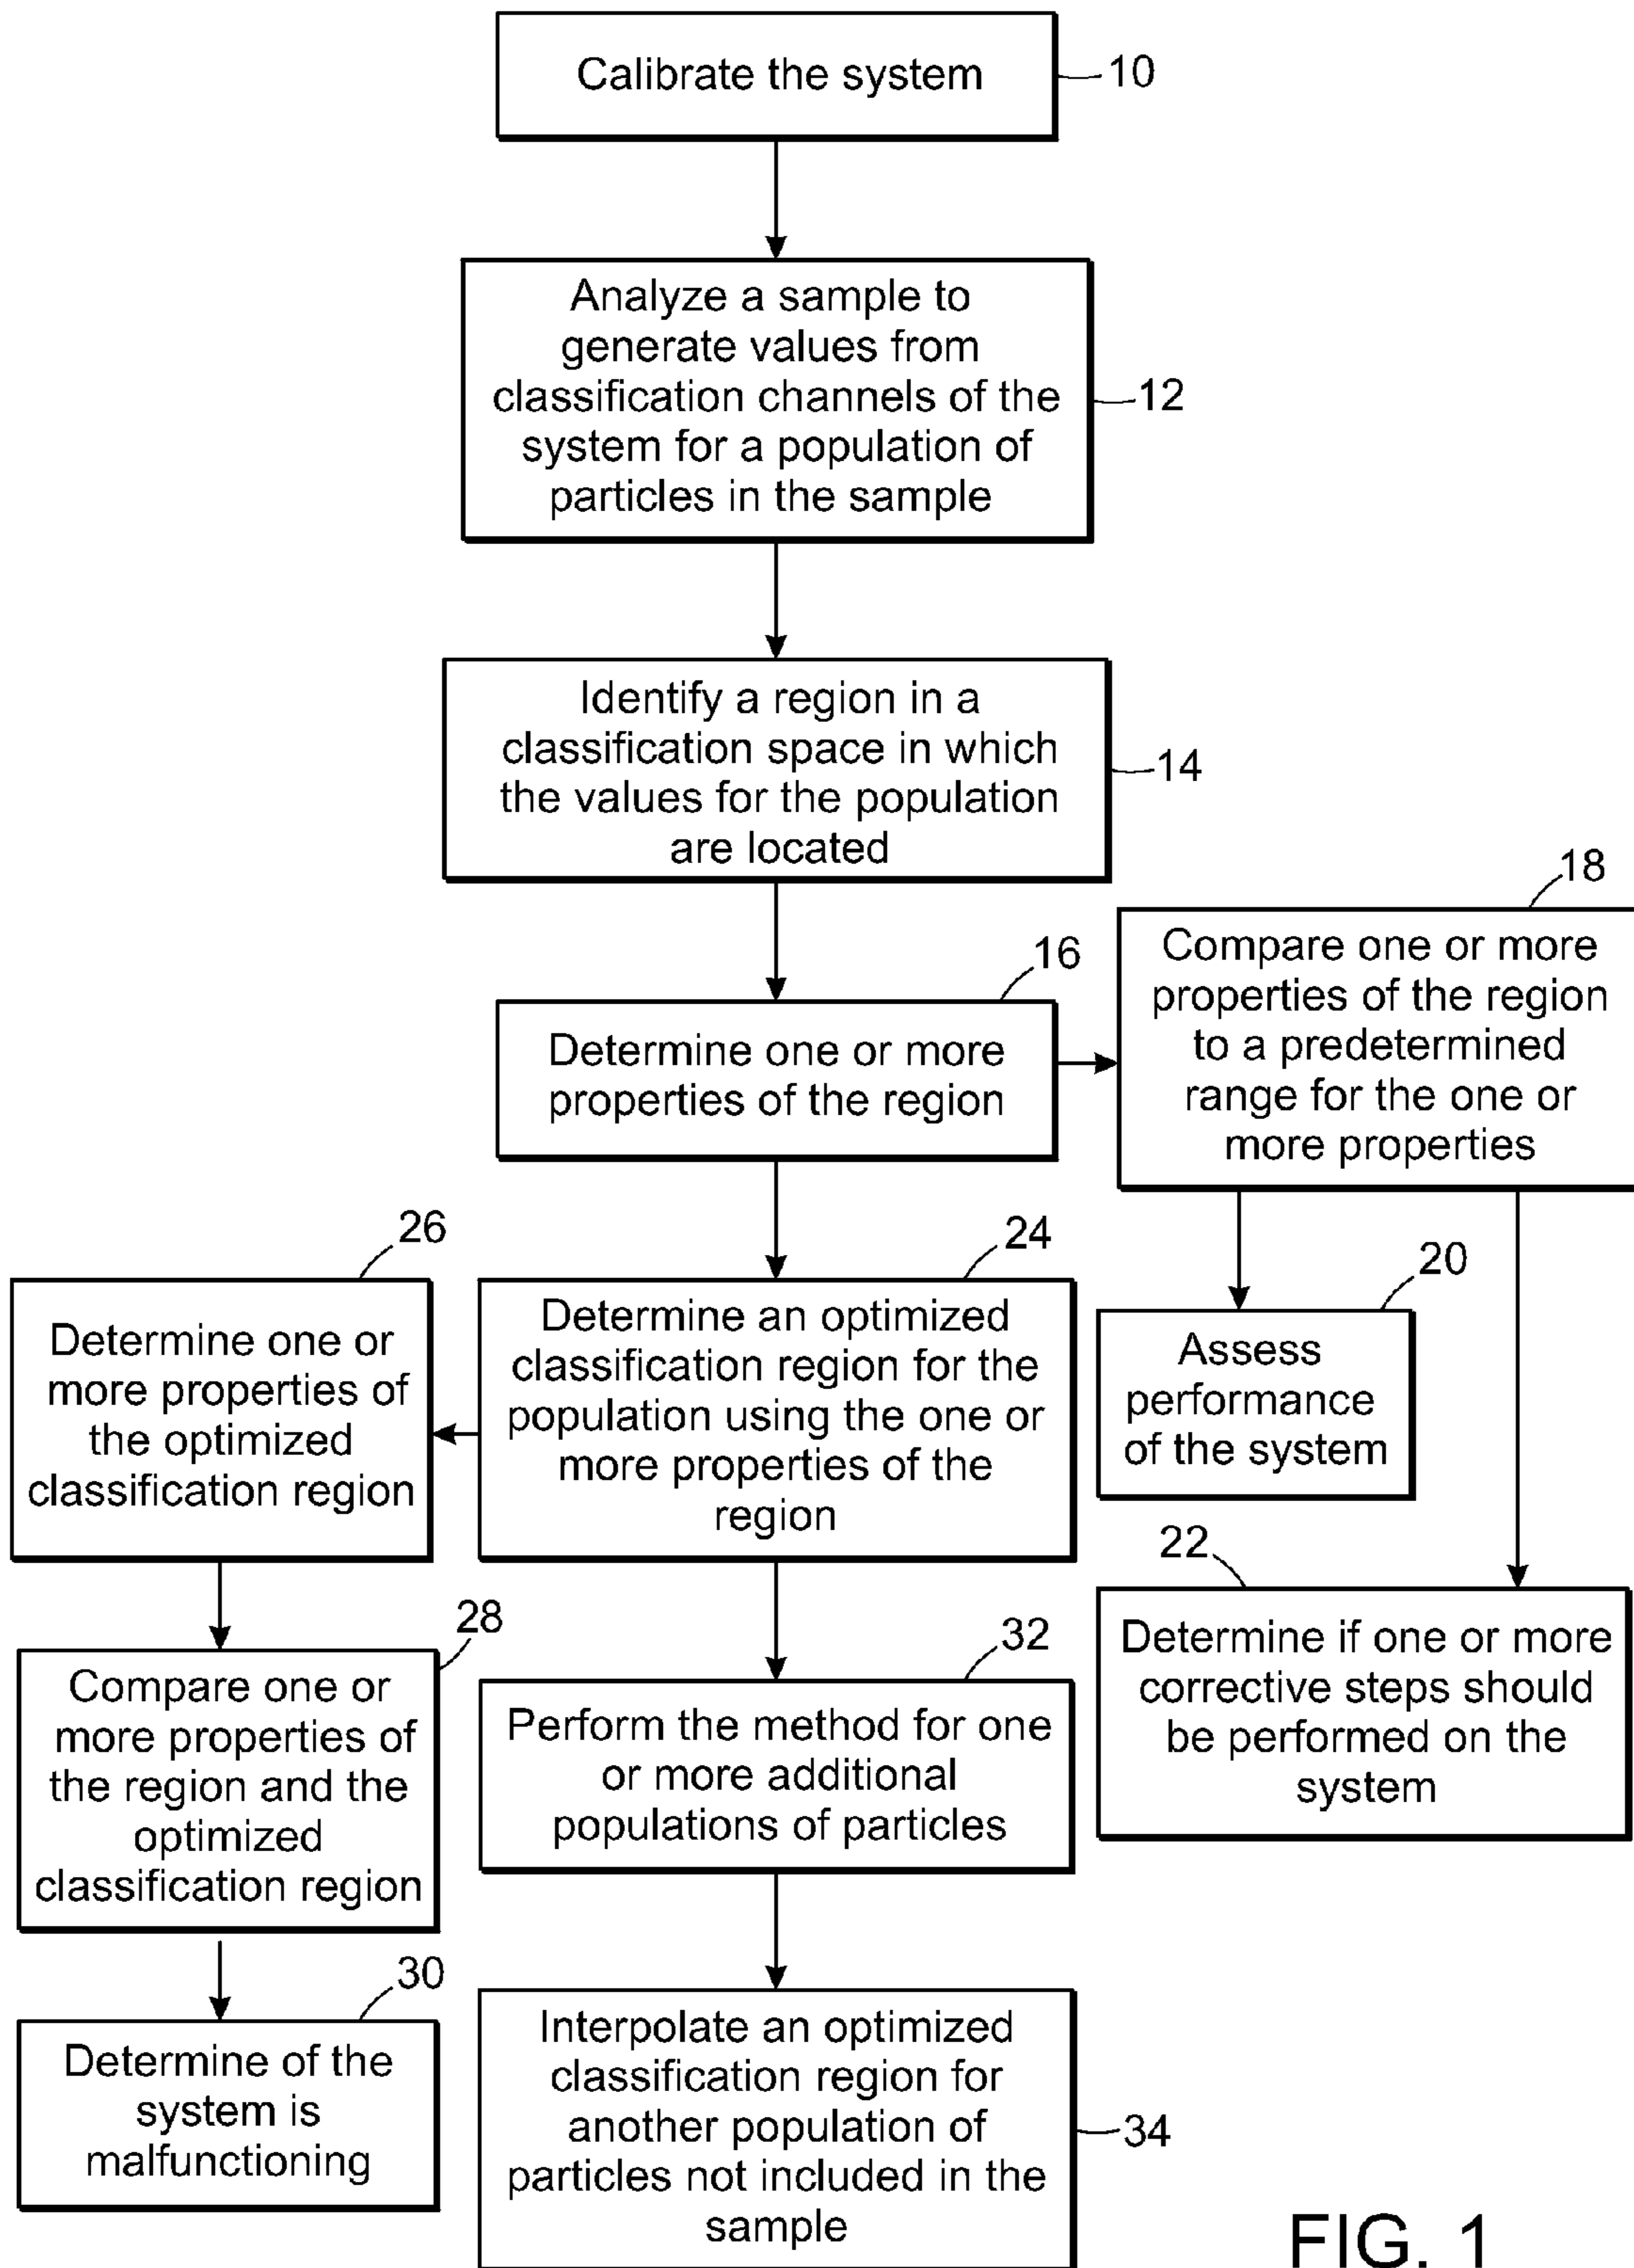 Calibrate the system
10
Analyze a sample to
generate values from
classification channels of the
system for a population of
particles in the sample
12
Identify a region in a
classification space in which
the values for the population
are located
14
16
Determine one or more
properties of the region
18
Compare one or more
properties of the region
to a predetermined
range for the one or
more properties
20
Assess
performance
of the system
22
Determine if one or more
corrective steps should
be performed on the
system
24
Determine an optimized
classification region for the
population using the one or
more properties of the
region
26
Determine one or
more properties of
the optimized
classification region
28
Compare one or
more properties of
the region and the
optimized
classification region
30
Determine of the
system is
malfunctioning
32
Perform the method for one
or more additional
populations of particles
Interpolate an optimized
classification region for
another population of
particles not included in the
sample
34
FIG. 1